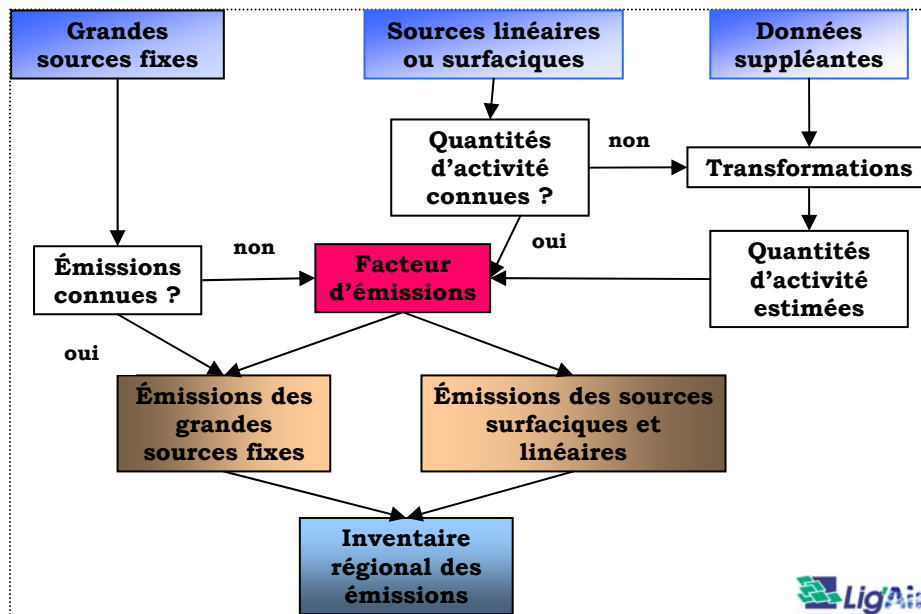 Grandes
sources fixes
Sources linéaires
ou surfaciques
Données
suppléantes
Quantités
d’activité
connues ?
non
Transformations
oui
Émissions
connues ?
non
Facteur
d’émissions
Quantités
d’activité
estimées
oui
Émissions des
grandes
sources fixes
Émissions des sources
surfaciques et
linéaires
Inventaire
régional des
émissions
Lig'Air